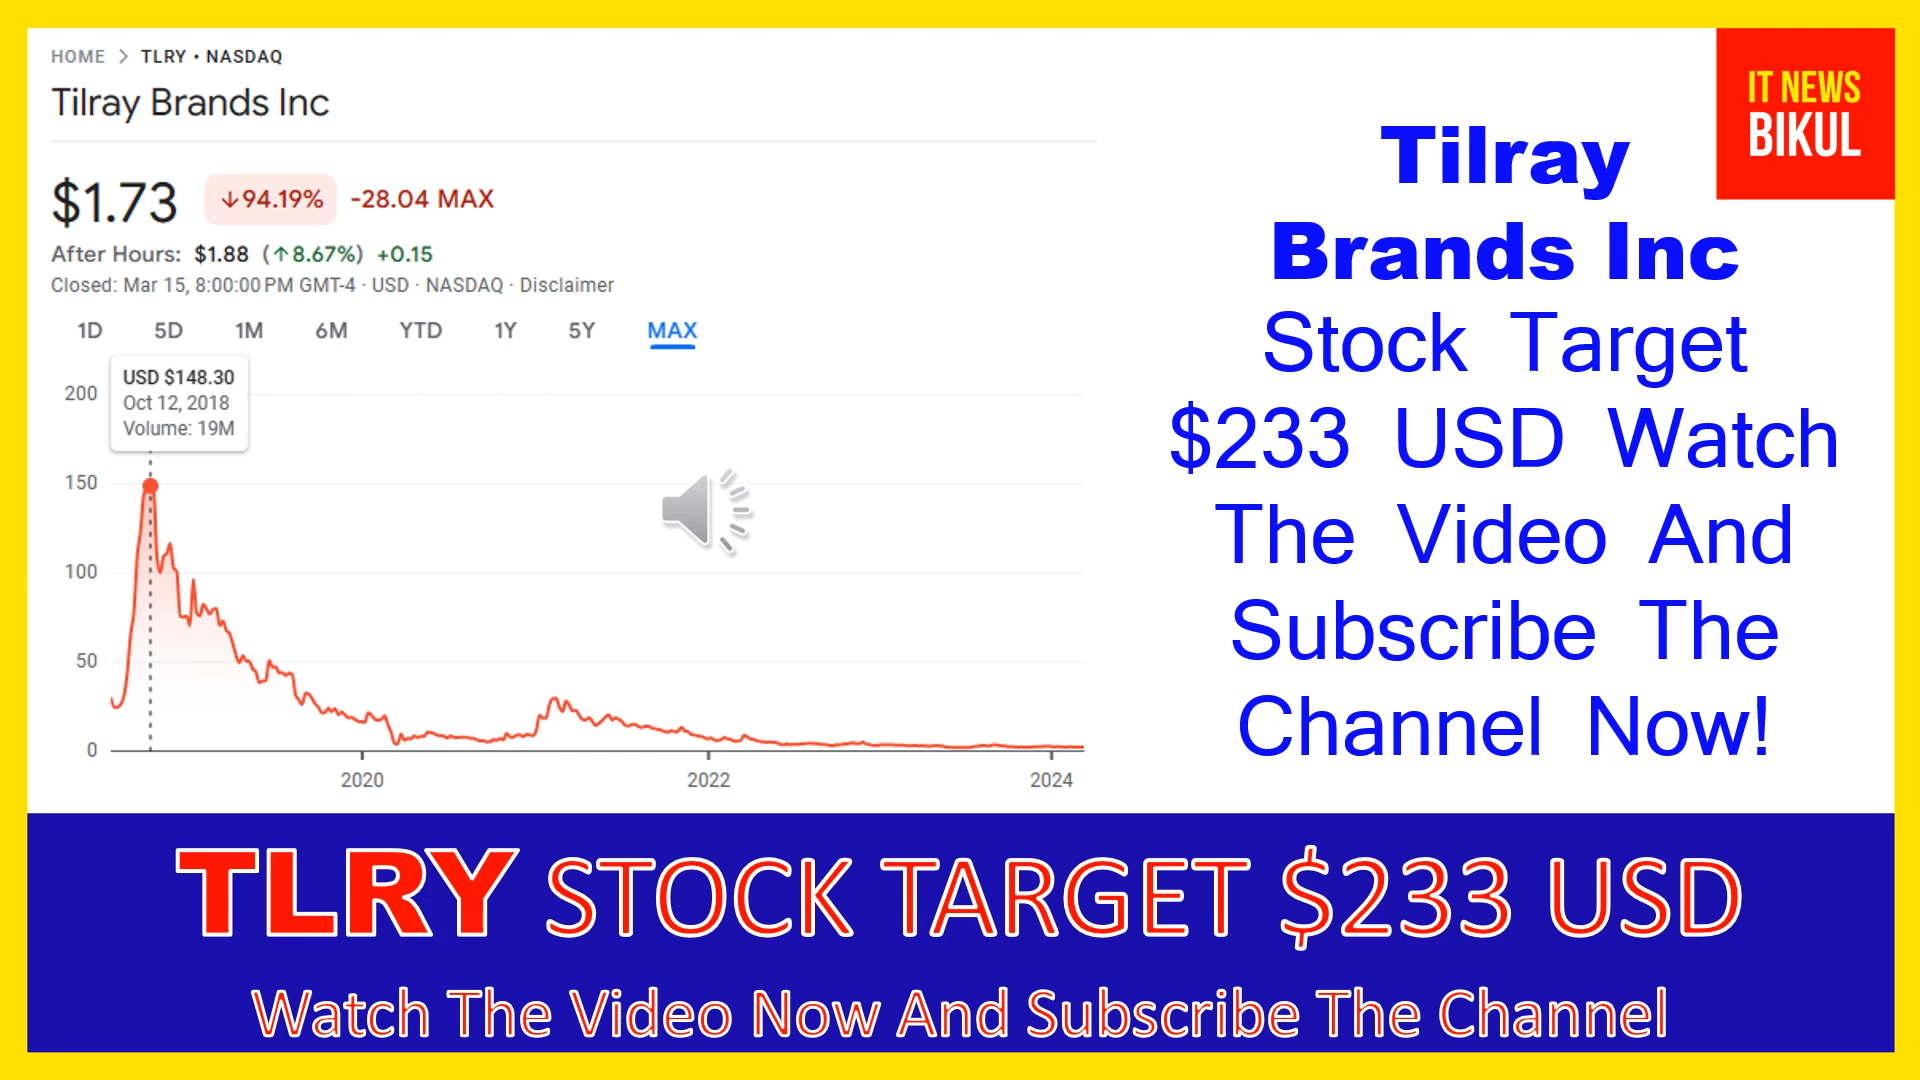 HOME > TLRY • NASDAQ
Tilray Brands Inc
$1.73 ↓94.19% -28.04 MAX
After Hours: $1.88 (↑8.67%) +0.15
Closed: Mar 15, 8:00:00 PM GMT-4 · USD · NASDAQ · Disclaimer
1D 5D 1M 6M YTD 1Y 5Y MAX
USD $148.30
Oct 12, 2018
Volume: 19M
200
150
100
50
0
2020 2022 2024
IT NEWS
BIKUL
Tilray
Brands Inc
Stock Target
$233 USD Watch
The Video And
Subscribe The
Channel Now!
TLRY STOCK TARGET $233 USD
Watch The Video Now And Subscribe The Channel